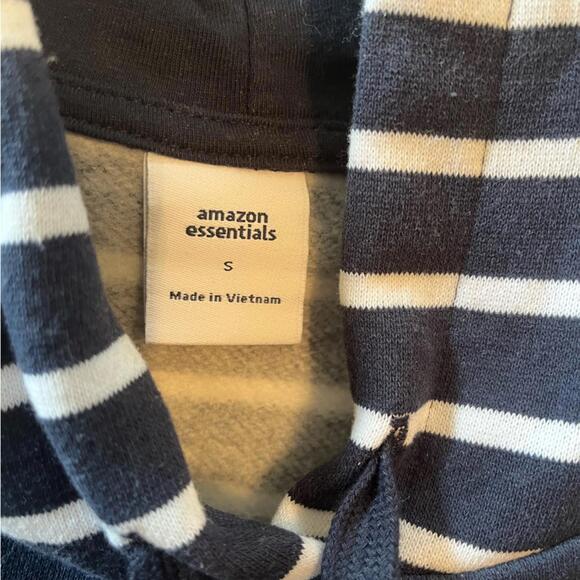 amazon
essentials
S
Made in Vietnam